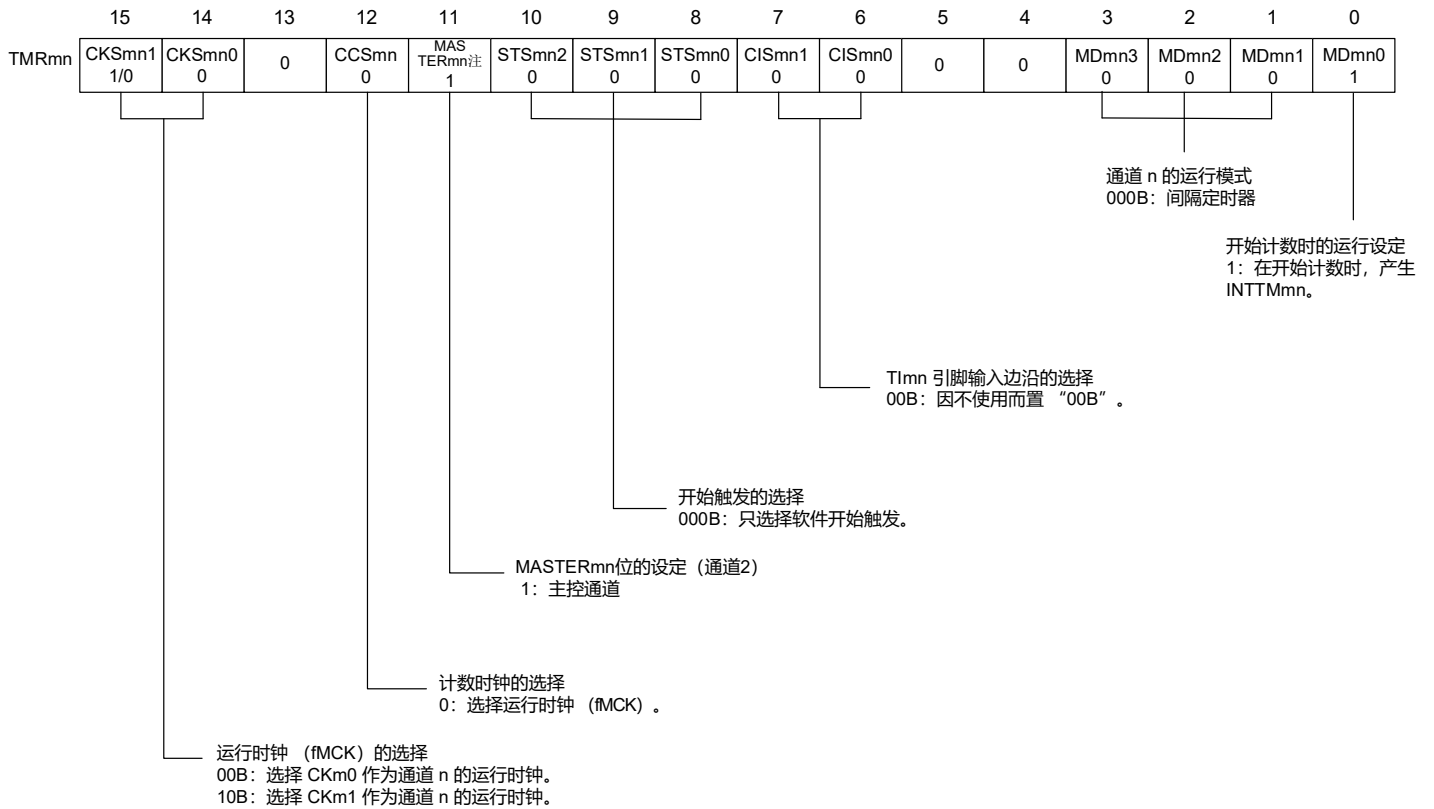 15 14 13 12 11 10 9 8 7 6 5 4 3 2 1 0
TMRmn CKSmn1 CKSmn0 0 CCSmn MAS TERmn注 STSmn2 STSmn1 STSmn0 CISmn1 CISmn0 0 0 MDmn3 MDmn2 MDmn1 MDmn0
1/0 0 0 1 0 0 0 0 0 0 0 0 1
通道 n 的运行模式
000B：间隔定时器
开始计数时的运行设定
1：在开始计数时，产生
INTTMmn。
TImn 引脚输入边沿的选择
00B：因不使用而置 “00B”。
开始触发的选择
000B：只选择软件开始触发。
MASTERmn位的设定（通道2）
1：主控通道
计数时钟的选择
0：选择运行时钟 （fMCK）。
运行时钟 （fMCK）的选择
00B：选择 CKm0 作为通道 n 的运行时钟。
10B：选择 CKm1 作为通道 n 的运行时钟。